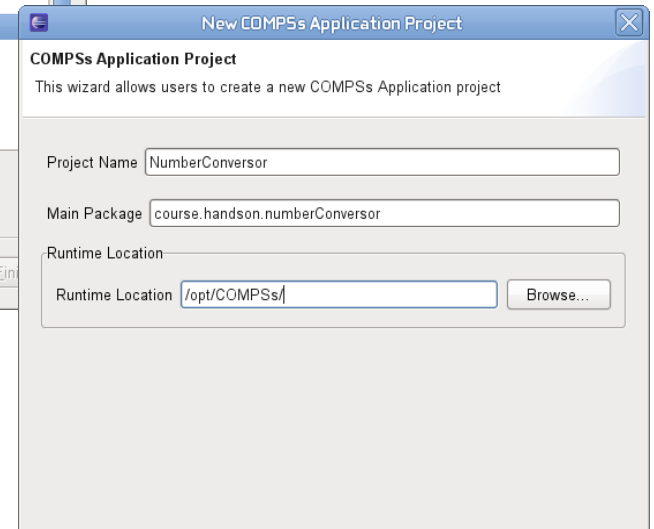 New COMPSs Application Project
COMPSs Application Project
This wizard allows users to create a new COMPSs Application project
Project Name NumberConversor
Main Package course.handson.numberConversor
Runtime Location
Runtime Location /opt/COMPSs/ Browse...